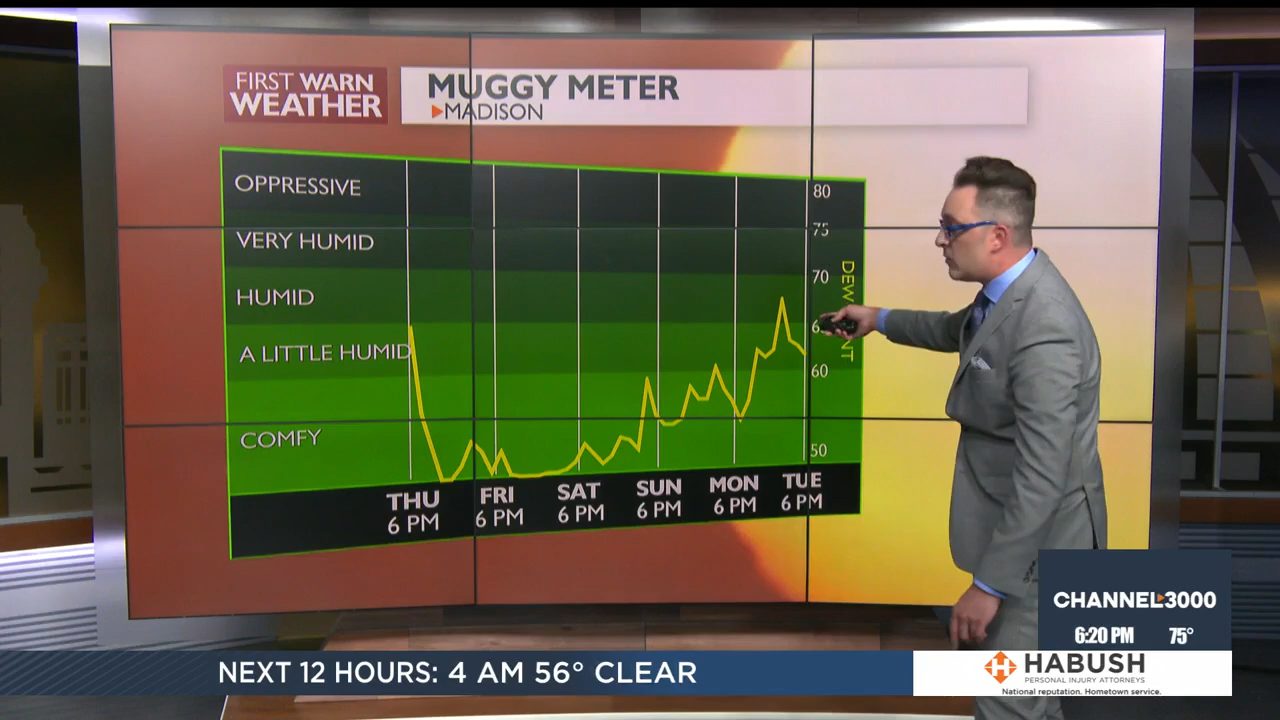 FIRST WARN
WEATHER
MUGGY METER
MADISON
OPPRESSIVE
VERY HUMID
HUMID
A LITTLE HUMID
COMFY
80
75
70
60
50
DEW
THU
6 PM
FRI
6 PM
SAT
6 PM
SUN
6 PM
MON
6 PM
TUE
6 PM
CHANNEL3000
6:20 PM 75°
NEXT 12 HOURS: 4 AM 56° CLEAR
HABUSH
PERSONAL INJURY ATTORNEYS
National reputation. Hometown service.